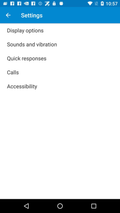 10:57
Settings
Display options
Sounds and vibration
Quick responses
Calls
Accessibility